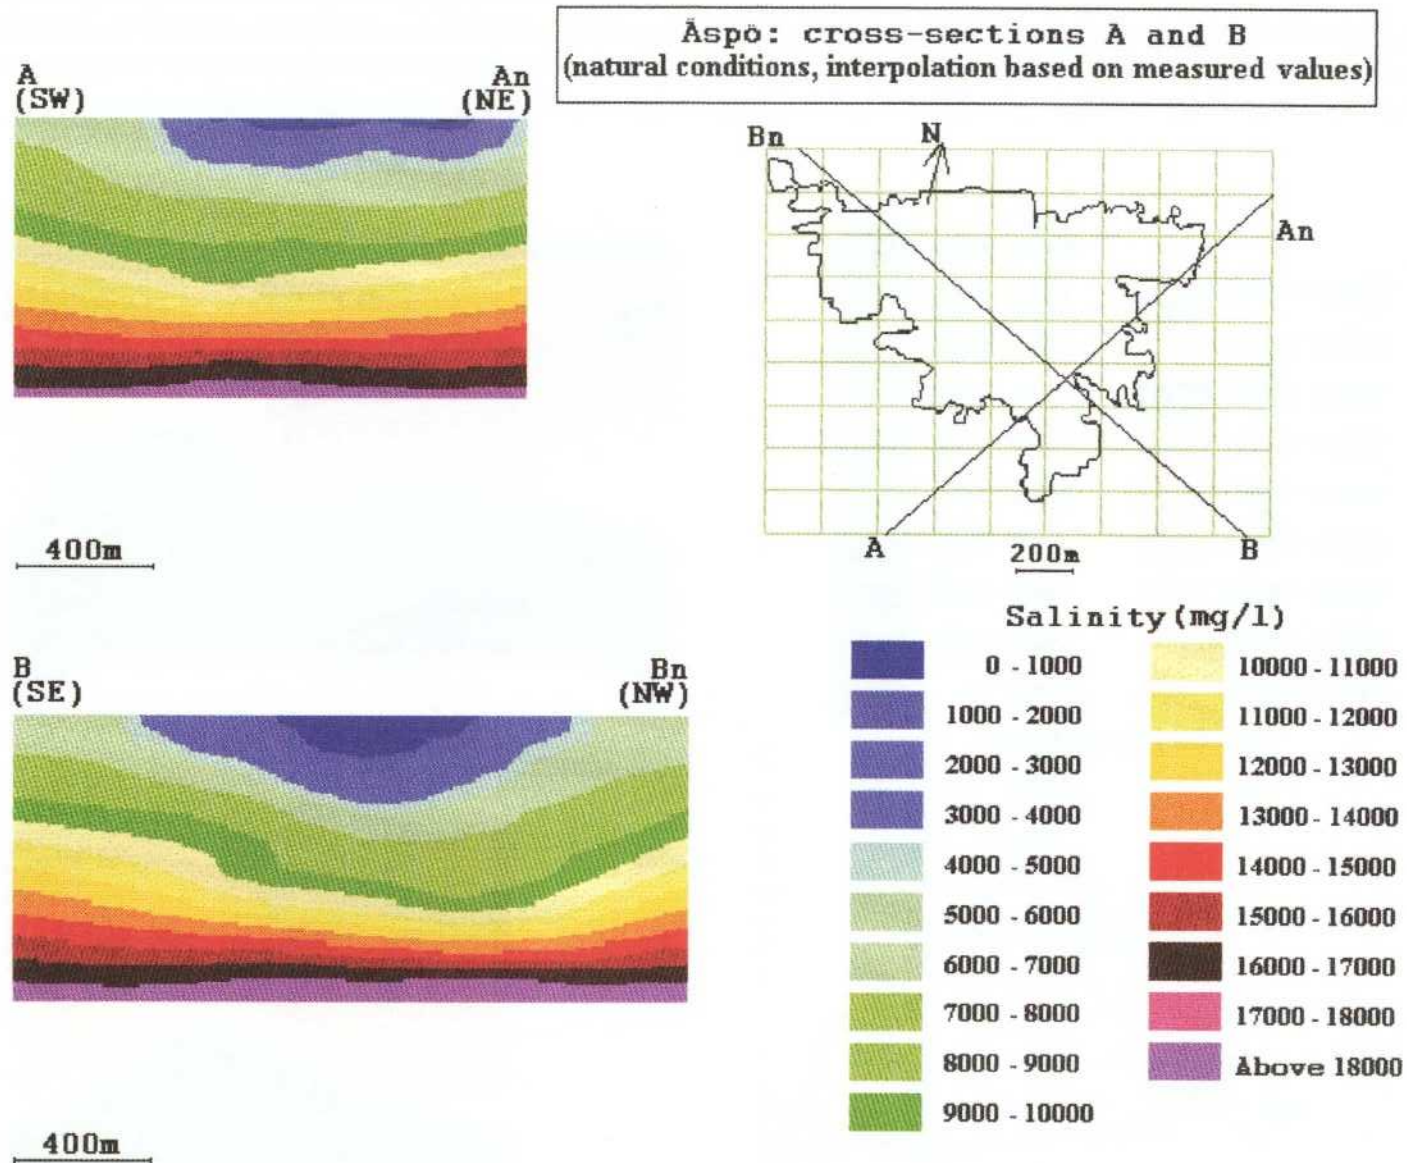 Äspö: cross-sections A and B
(natural conditions, interpolation based on measured values)
A
(SW)
An
(NE)
400m
Bn
N
An
A
B
200m
B
(SE)
Bn
(NW)
400m
Salinity (mg/l)
0 - 1000
1000 - 2000
2000 - 3000
3000 - 4000
4000 - 5000
5000 - 6000
6000 - 7000
7000 - 8000
8000 - 9000
9000 - 10000
10000 - 11000
11000 - 12000
12000 - 13000
13000 - 14000
14000 - 15000
15000 - 16000
16000 - 17000
17000 - 18000
Above 18000